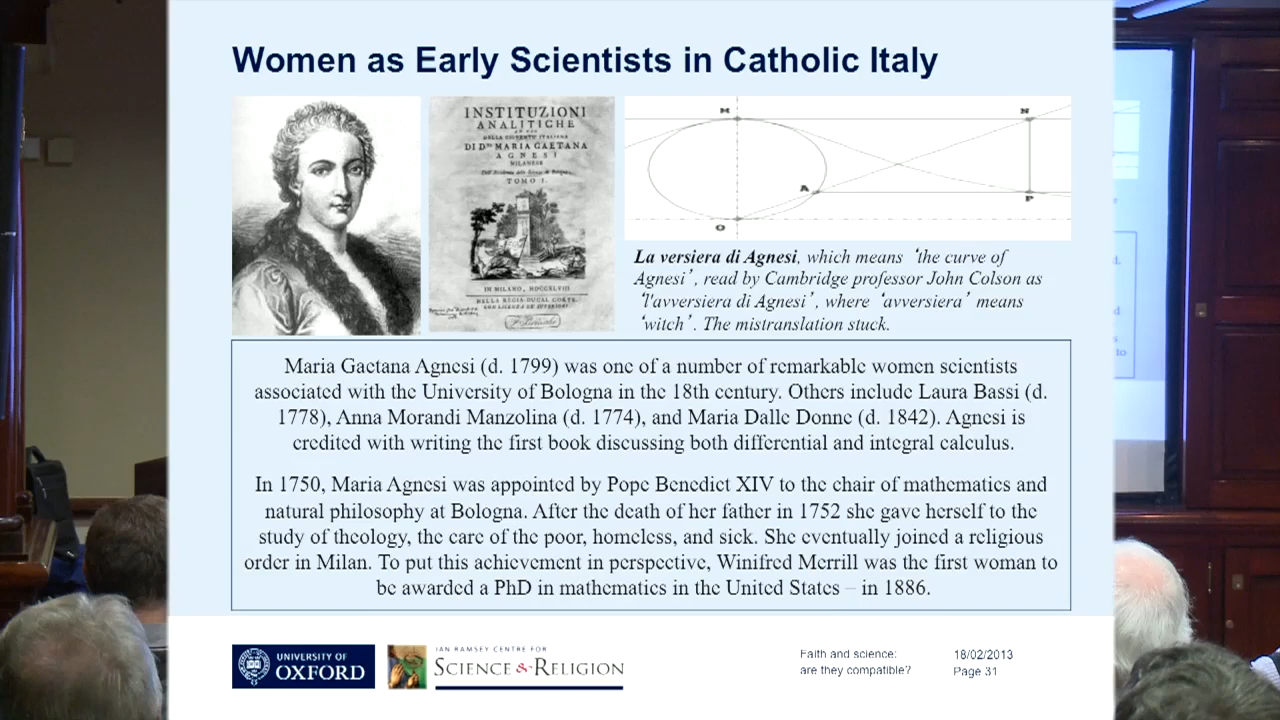 Women as Early Scientists in Catholic Italy
INSTITUZIONI
ANALITICHE
AD USO
DELLA GIOVENTU' ITALIANA
DI D.NA MARIA GAETANA
AGNESI
MILANESE
Dell'Accademia delle Scienze di Bologna.
TOMO I.
IN MILANO, MDCCXLVIII.
NELLA REGIA-DUCAL CORTE.
CON LICENZA DE' SUPERIORI.
M
N
A
P
O
La versiera di Agnesi, which means ‘the curve of
Agnesi’, read by Cambridge professor John Colson as
‘l'avversiera di Agnesi’, where ‘avversiera’ means
‘witch’. The mistranslation stuck.
Maria Gaetana Agnesi (d. 1799) was one of a number of remarkable women scientists
associated with the University of Bologna in the 18th century. Others include Laura Bassi (d.
1778), Anna Morandi Manzolina (d. 1774), and Maria Dalle Donne (d. 1842). Agnesi is
credited with writing the first book discussing both differential and integral calculus.
In 1750, Maria Agnesi was appointed by Pope Benedict XIV to the chair of mathematics and
natural philosophy at Bologna. After the death of her father in 1752 she gave herself to the
study of theology, the care of the poor, homeless, and sick. She eventually joined a religious
order in Milan. To put this achievement in perspective, Winifred Merrill was the first woman to
be awarded a PhD in mathematics in the United States – in 1886.
UNIVERSITY OF
OXFORD
IAN RAMSEY CENTRE FOR
SCIENCE & RELIGION
Faith and science:
are they compatible?
18/02/2013
Page 31